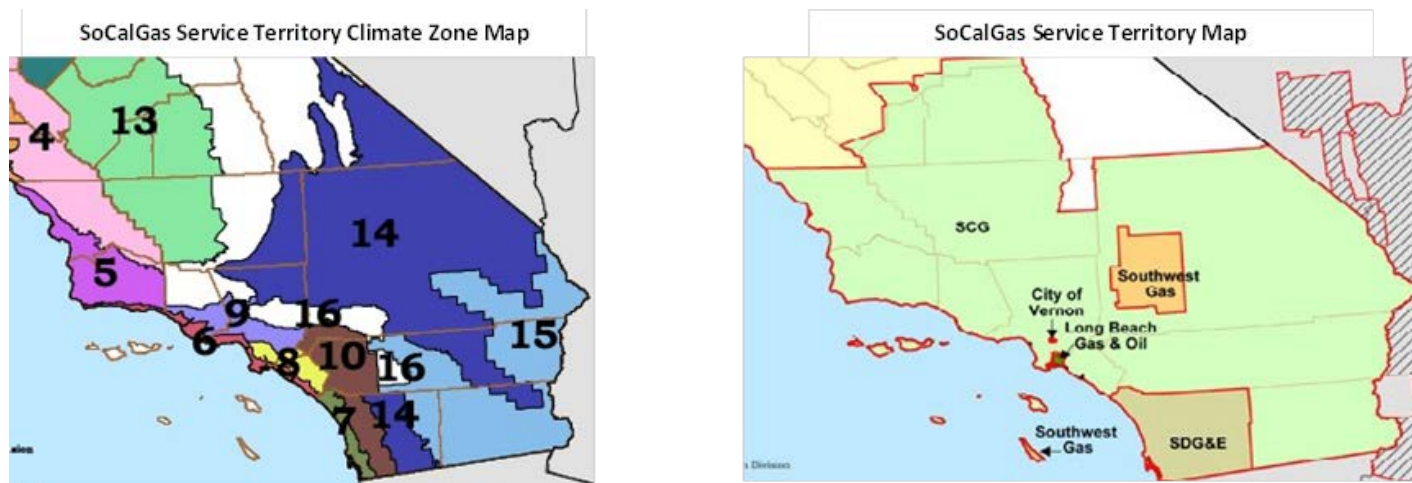 SoCalGas Service Territory Climate Zone Map
4
13
14
5
9
16
6
8
10
16
15
7
14
SoCalGas Service Territory Map
SCG
Southwest
Gas
City of
Vernon
Long Beach
Gas & Oil
Southwest
Gas
SDG&E
n Division